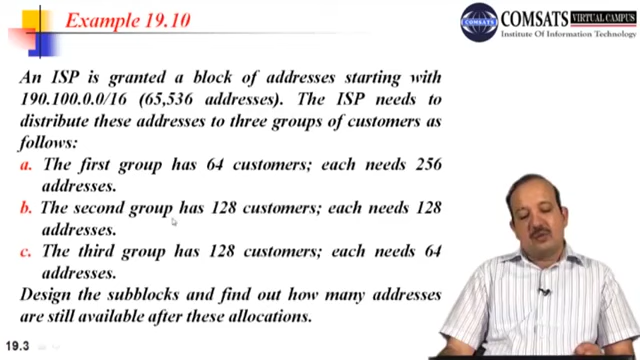 Example 19.10
COMSATS VIRTUAL CAMPUS
Institute Of Information Technology
An ISP is granted a block of addresses starting with
190.100.0.0/16 (65,536 addresses). The ISP needs to
distribute these addresses to three groups of customers as
follows:
a. The first group has 64 customers; each needs 256
addresses.
b. The second group has 128 customers; each needs 128
addresses.
c. The third group has 128 customers; each needs 64
addresses.
Design the subblocks and find out how many addresses
are still available after these allocations.
19.3